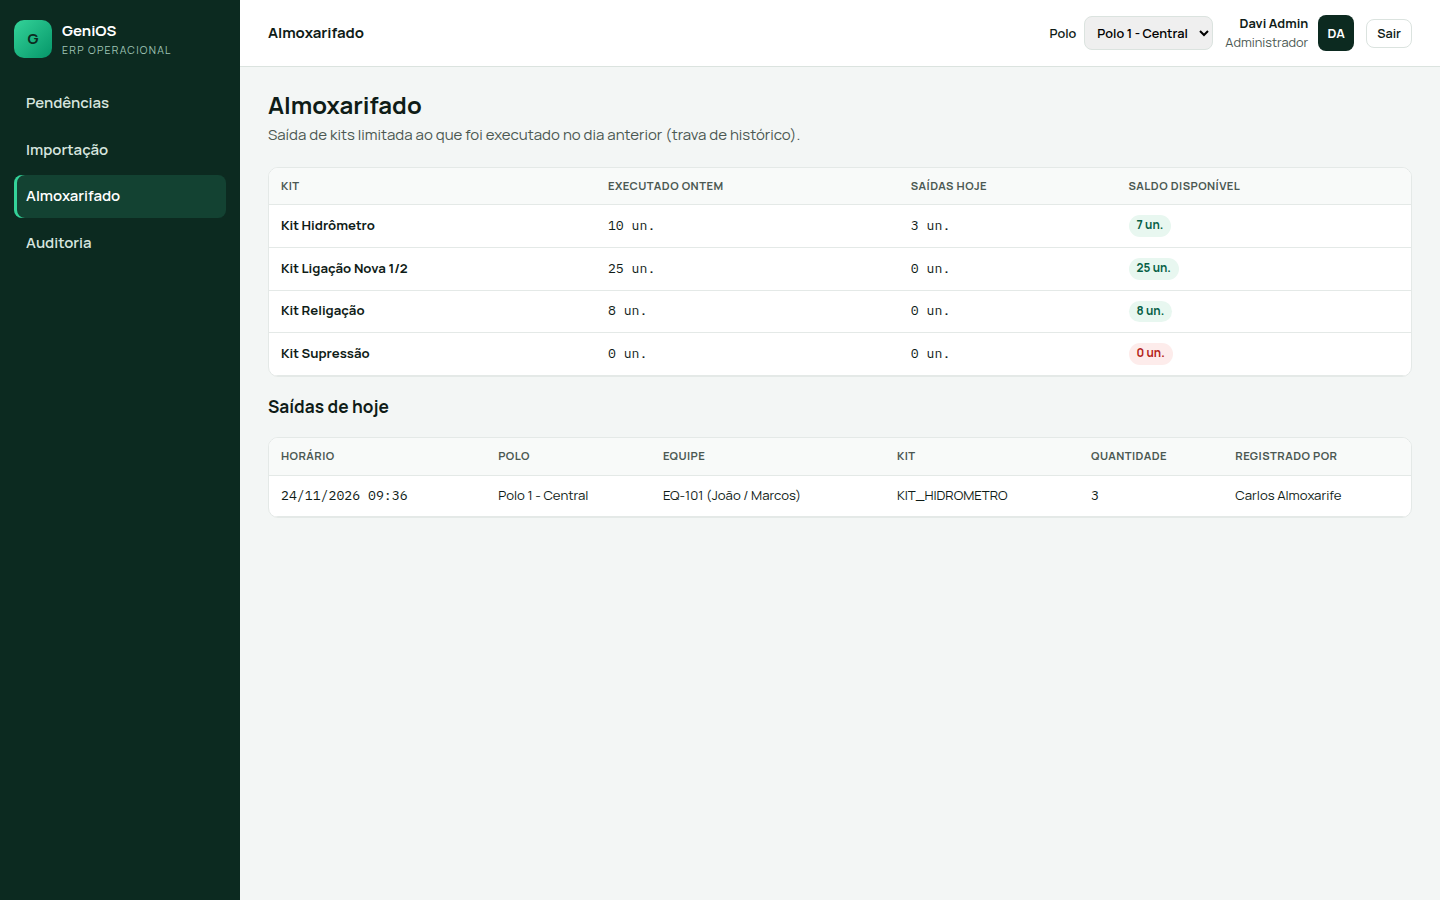 G
GeniOS
ERP OPERACIONAL
Pendências
Importação
Almoxarifado
Auditoria
Almoxarifado
Polo
Polo 1 - Central
Davi Admin
Administrador
DA
Sair
Almoxarifado
Saída de kits limitada ao que foi executado no dia anterior (trava de histórico).
KIT EXECUTADO ONTEM SAÍDAS HOJE SALDO DISPONÍVEL
Kit Hidrômetro 10 un. 3 un. 7 un.
Kit Ligação Nova 1/2 25 un. 0 un. 25 un.
Kit Religação 8 un. 0 un. 8 un.
Kit Supressão 0 un. 0 un. 0 un.
Saídas de hoje
HORÁRIO POLO EQUIPE KIT QUANTIDADE REGISTRADO POR
24/11/2026 09:36 Polo 1 - Central EQ-101 (João / Marcos) KIT_HIDROMETRO 3 Carlos Almoxarife